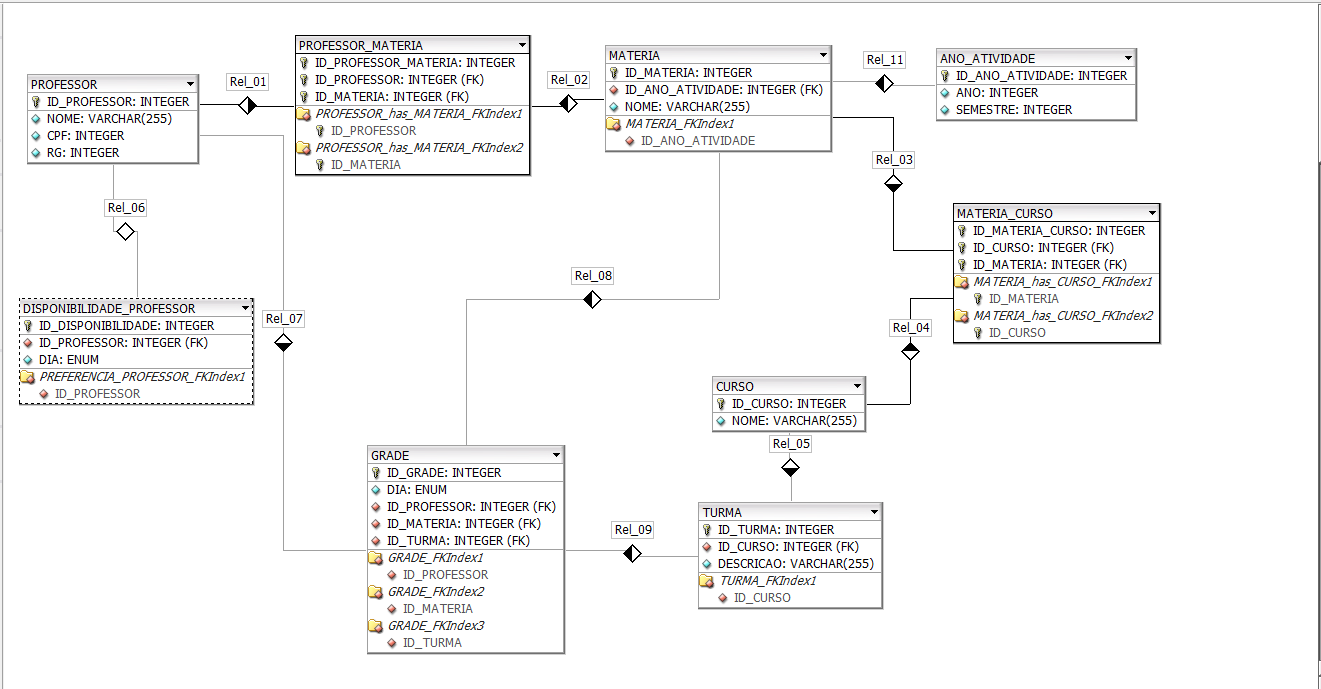 PROFESSOR
ID_PROFESSOR: INTEGER
NOME: VARCHAR(255)
CPF: INTEGER
RG: INTEGER
Rel_01
PROFESSOR_MATERIA
ID_PROFESSOR_MATERIA: INTEGER
ID_PROFESSOR: INTEGER (FK)
ID_MATERIA: INTEGER (FK)
PROFESSOR_has_MATERIA_FKIndex1
ID_PROFESSOR
PROFESSOR_has_MATERIA_FKIndex2
ID_MATERIA
Rel_02
MATERIA
ID_MATERIA: INTEGER
ID_ANO_ATIVIDADE: INTEGER (FK)
NOME: VARCHAR(255)
MATERIA_FKIndex1
ID_ANO_ATIVIDADE
Rel_11
ANO_ATIVIDADE
ID_ANO_ATIVIDADE: INTEGER
ANO: INTEGER
SEMESTRE: INTEGER
Rel_03
MATERIA_CURSO
ID_MATERIA_CURSO: INTEGER
ID_CURSO: INTEGER (FK)
ID_MATERIA: INTEGER (FK)
MATERIA_has_CURSO_FKIndex1
ID_MATERIA
MATERIA_has_CURSO_FKIndex2
ID_CURSO
Rel_06
Rel_08
DISPONIBILIDADE_PROFESSOR
ID_DISPONIBILIDADE: INTEGER
ID_PROFESSOR: INTEGER (FK)
DIA: ENUM
PREFERENCIA_PROFESSOR_FKIndex1
ID_PROFESSOR
Rel_07
Rel_04
CURSO
ID_CURSO: INTEGER
NOME: VARCHAR(255)
Rel_05
GRADE
ID_GRADE: INTEGER
DIA: ENUM
ID_PROFESSOR: INTEGER (FK)
ID_MATERIA: INTEGER (FK)
ID_TURMA: INTEGER (FK)
GRADE_FKIndex1
ID_PROFESSOR
GRADE_FKIndex2
ID_MATERIA
GRADE_FKIndex3
ID_TURMA
Rel_09
TURMA
ID_TURMA: INTEGER
ID_CURSO: INTEGER (FK)
DESCRICAO: VARCHAR(255)
TURMA_FKIndex1
ID_CURSO